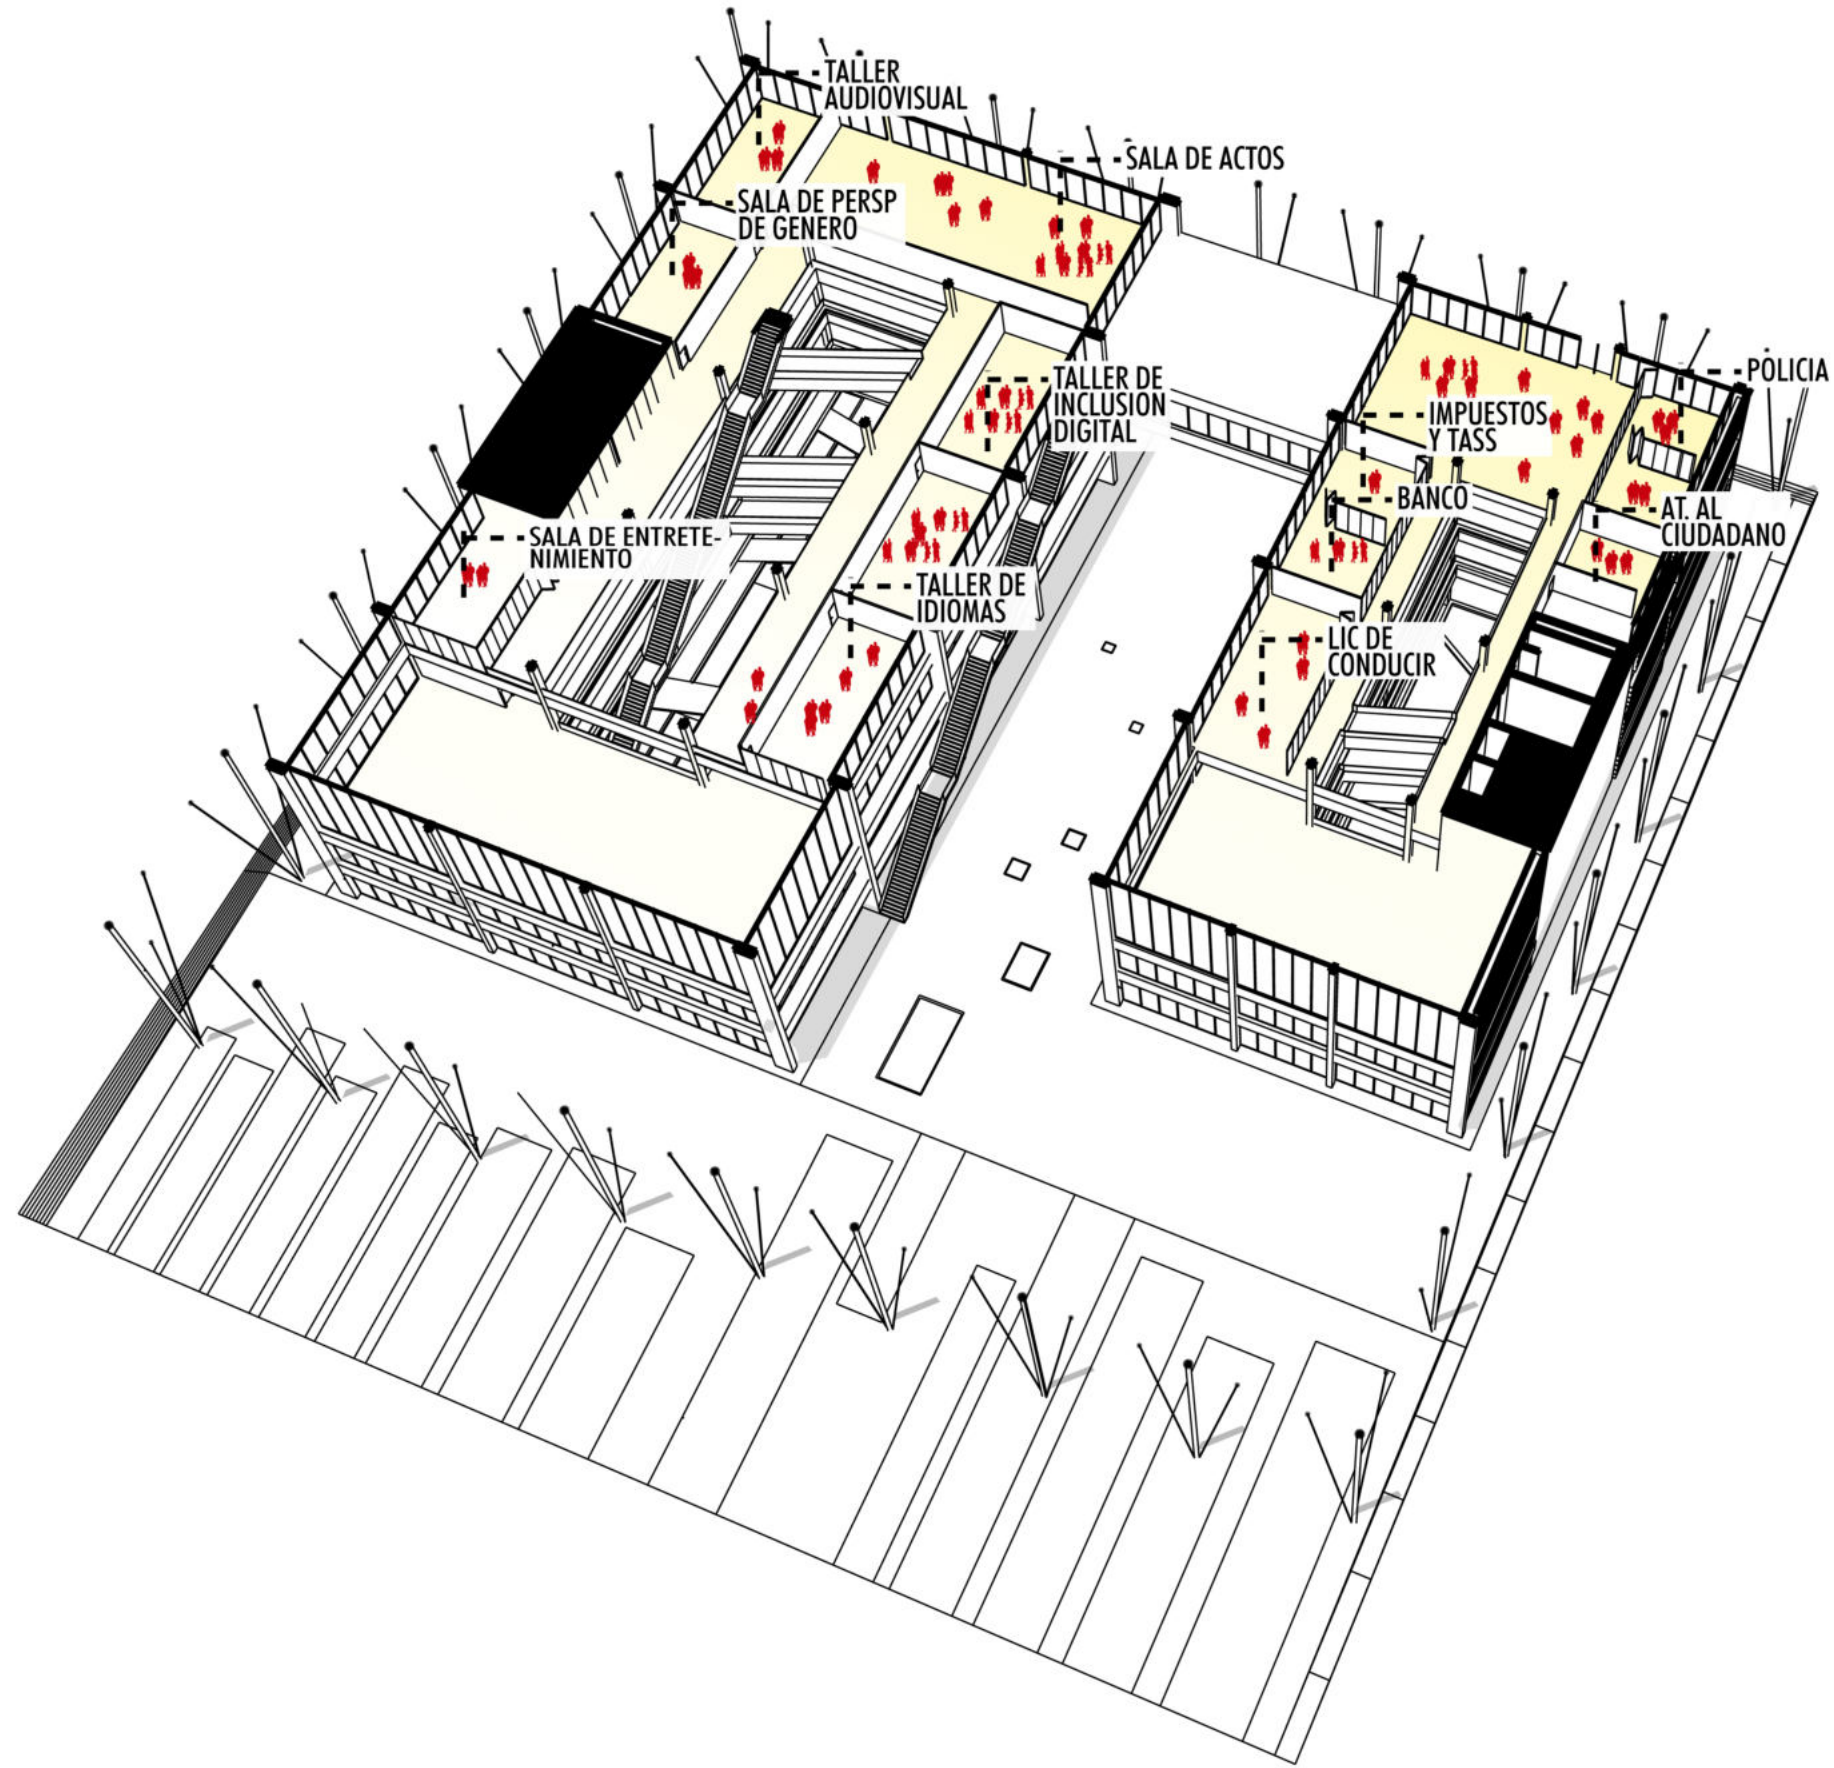 TALLER
AUDIOVISUAL
SALA DE ACTOS
SALA DE PERSP
DE GENERO
POLICIA
TALLER DE
INCLUSION
DIGITAL
IMPUESTOS
Y TASS
BANCO
AT. AL
CIUDADANO
SALA DE ENTRETE-
NIMIENTO
TALLER DE
IDIOMAS
LIC DE
CONDUCIR